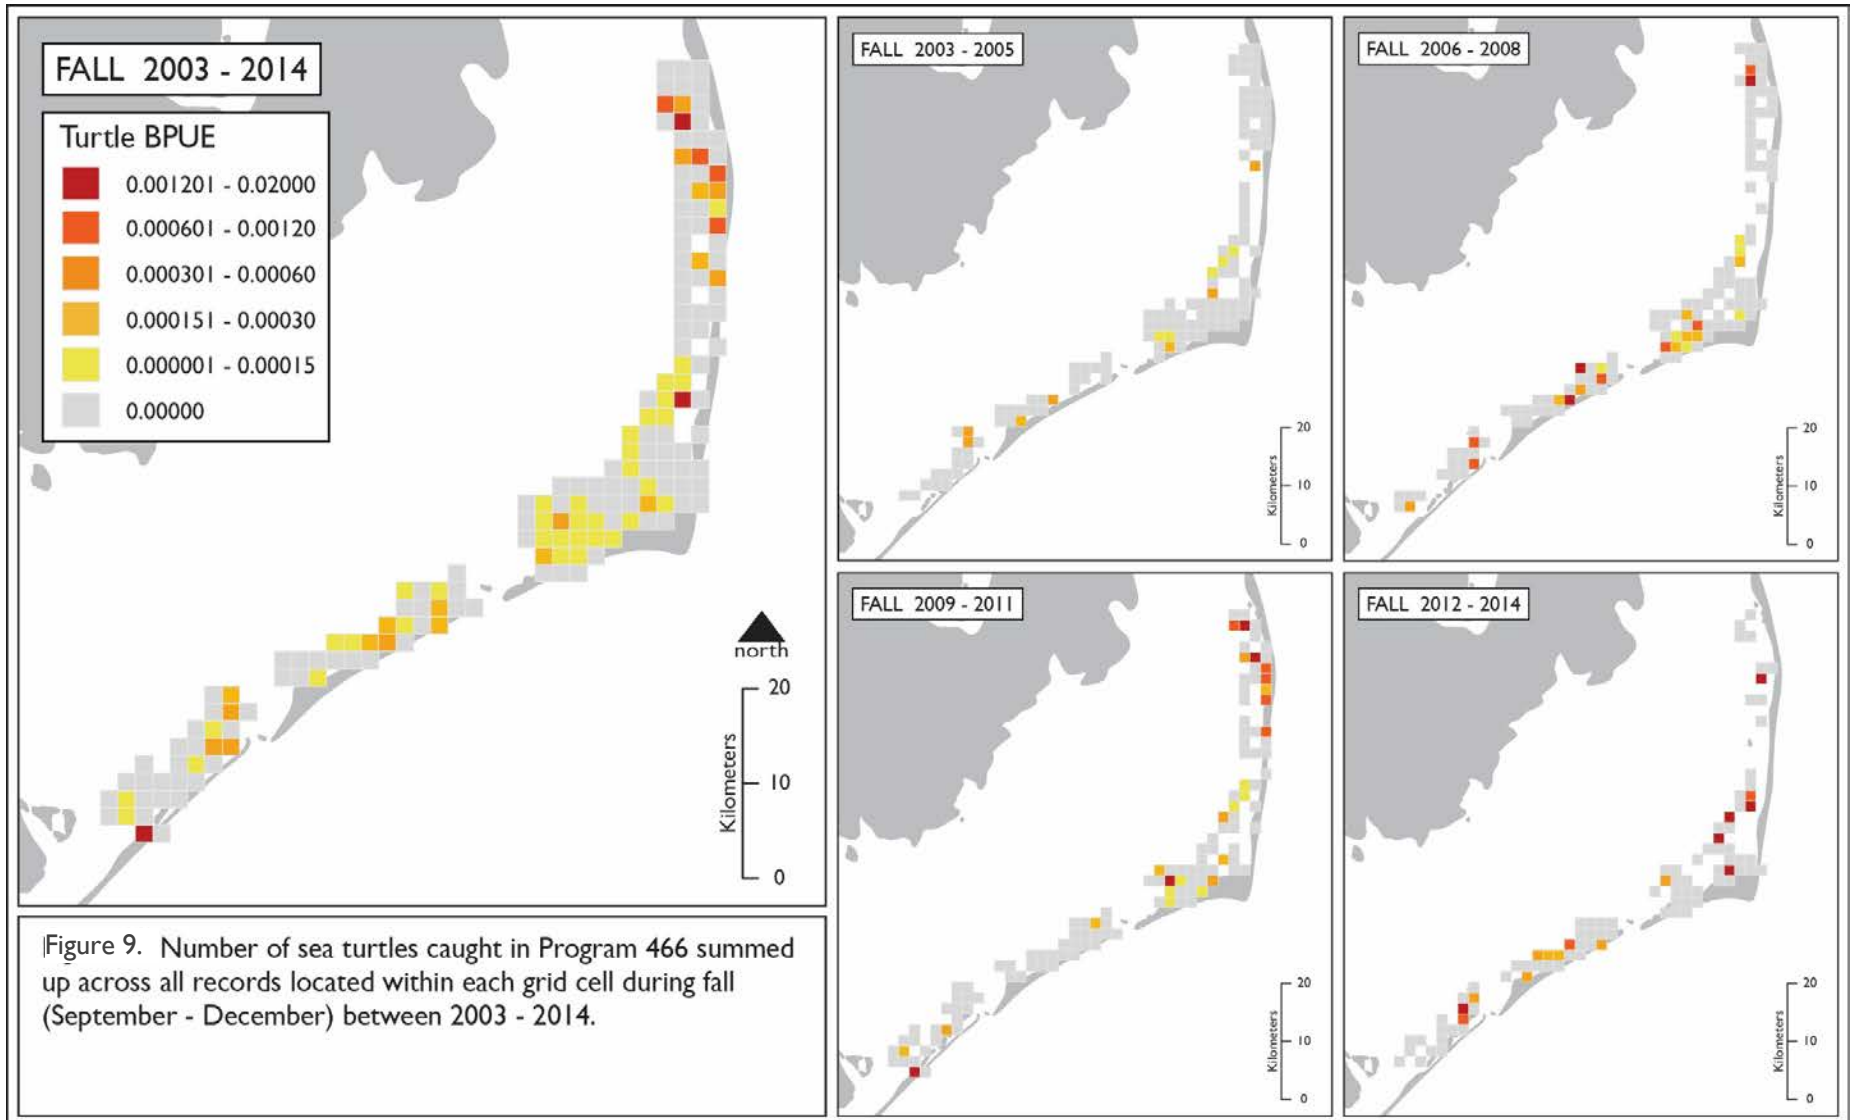 FALL 2003 - 2014
Turtle BPUE
0.001201 - 0.02000
0.000601 - 0.00120
0.000301 - 0.00060
0.000151 - 0.00030
0.000001 - 0.00015
0.00000
north
20
10
0
Kilometers
Figure 9. Number of sea turtles caught in Program 466 summed
up across all records located within each grid cell during fall
(September - December) between 2003 - 2014.
FALL 2003 - 2005
20
10
0
Kilometers
FALL 2006 - 2008
20
10
0
Kilometers
FALL 2009 - 2011
20
10
0
Kilometers
FALL 2012 - 2014
20
10
0
Kilometers